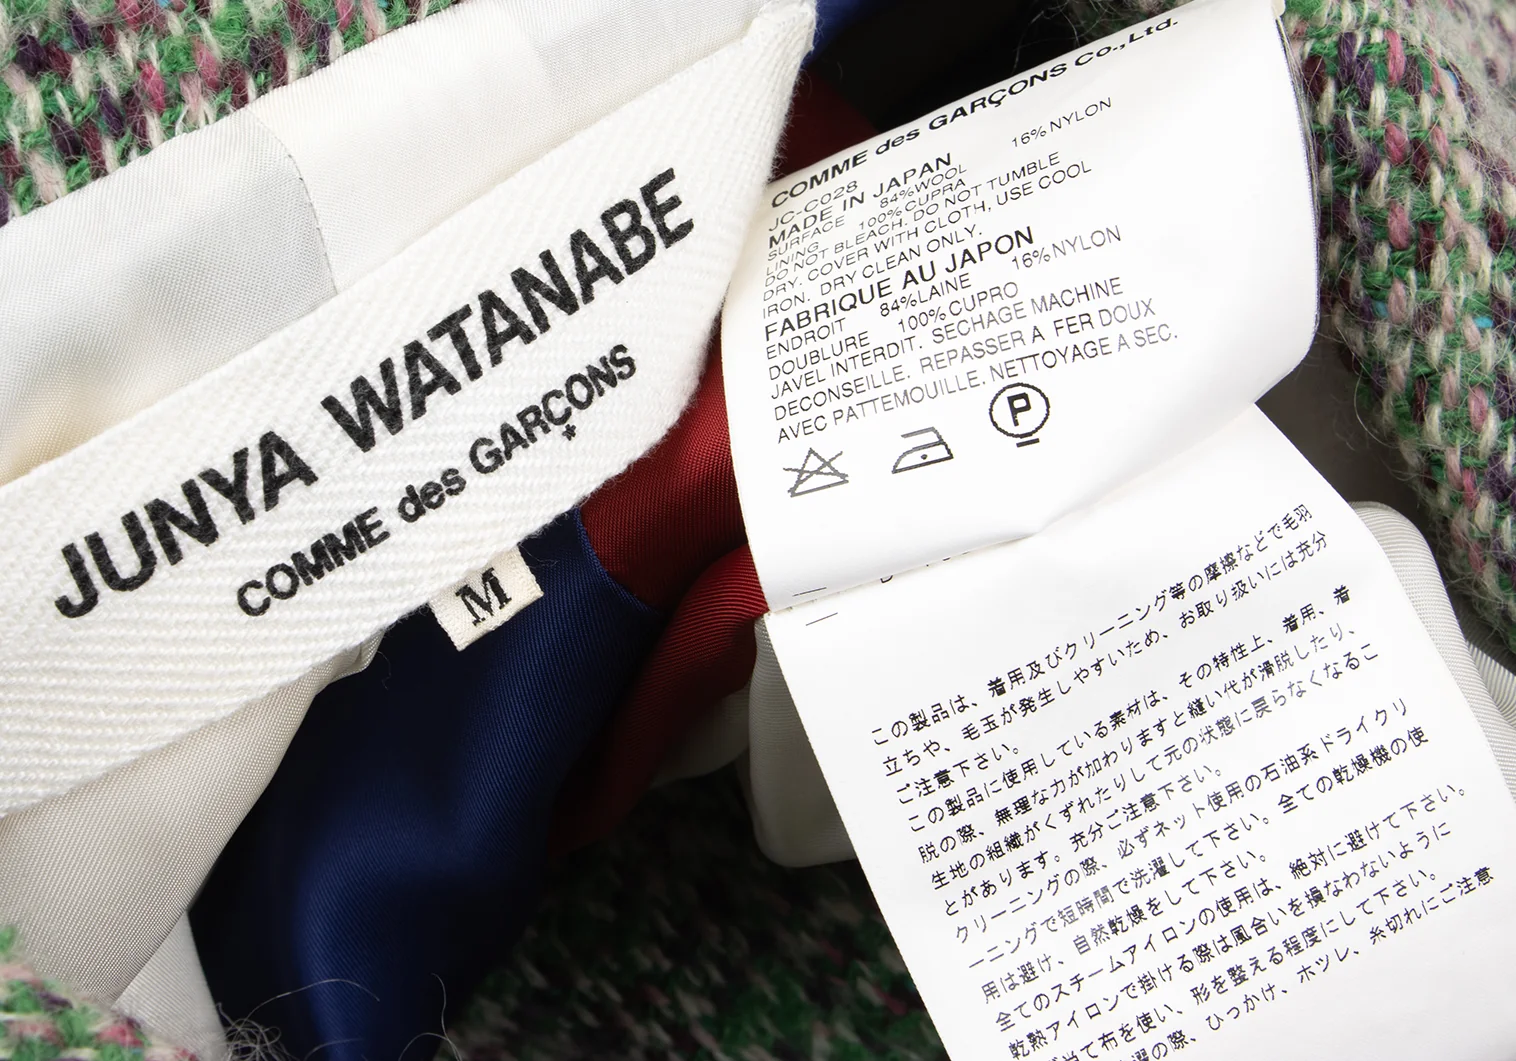 JUNYA WATANABE
COMME des GARÇONS
M
COMME des GARÇONS Co.,Ltd.
JC-C028
MADE IN JAPAN
SURFACE 84%WOOL 16%NYLON
LINING 100%CUPRA
DO NOT BLEACH. DO NOT TUMBLE
DRY. COVER WITH CLOTH, USE COOL
IRON. DRY CLEAN ONLY.
FABRIQUE AU JAPON
ENDROIT 84%LAINE 16%NYLON
DOUBLURE 100%CUPRO
JAVEL INTERDIT. SECHAGE MACHINE
DECONSEILLE. REPASSER A FER DOUX
AVEC PATTEMOUILLE. NETTOYAGE A SEC.
P
この製品は、着用及びクリーニング等の摩擦などで毛羽
立ちや、毛玉が発生しやすいため、お取り扱いには充分
ご注意下さい。
この製品に使用している素材は、その特性上、着用、着
脱の際、無理な力が加わりますと縫い代が滑脱したり、
生地の組織がくずれたりして元の状態に戻らなくなるこ
とがあります。充分ご注意下さい。
クリーニングの際、必ずネット使用の石油系ドライクリ
ーニングで短時間で洗濯して下さい。全ての乾燥機の使
用は避け、自然乾燥をして下さい。
全てのスチームアイロンの使用は、絶対に避けて下さい。
乾熱アイロンで掛ける際は風合いを損なわないように
当て布を使い、形を整える程度にして下さい。
の際、ひっかけ、ホツレ、糸切れにご注意